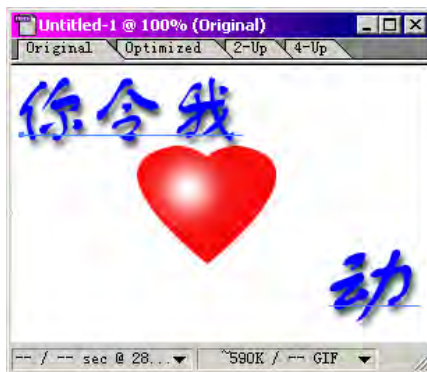 Untitled-1 @ 100% (Original)
Original Optimized 2-Up 4-Up
你令我
动
-- / -- sec @ 28... ~590K / -- GIF